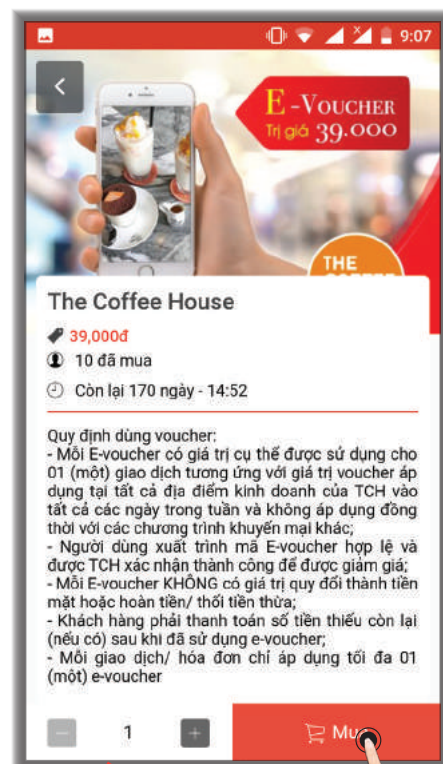 9:07
E -VOUCHER
Trị giá 39.000
THE
The Coffee House
39,000đ
10 đã mua
Còn lại 170 ngày - 14:52
Quy định dùng voucher:
- Mỗi E-voucher có giá trị cụ thể được sử dụng cho
01 (một) giao dịch tương ứng với giá trị voucher áp
dụng tại tất cả địa điểm kinh doanh của TCH vào
tất cả các ngày trong tuần và không áp dụng đồng
thời với các chương trình khuyến mại khác;
- Người dùng xuất trình mã E-voucher hợp lệ và
được TCH xác nhận thành công để được giảm giá;
- Mỗi E-voucher KHÔNG có giá trị quy đổi thành tiền
mặt hoặc hoàn tiền/ thối tiền thừa;
- Khách hàng phải thanh toán số tiền thiếu còn lại
(nếu có) sau khi đã sử dụng e-voucher;
- Mỗi giao dịch/ hóa đơn chỉ áp dụng tối đa 01
(một) e-voucher
1